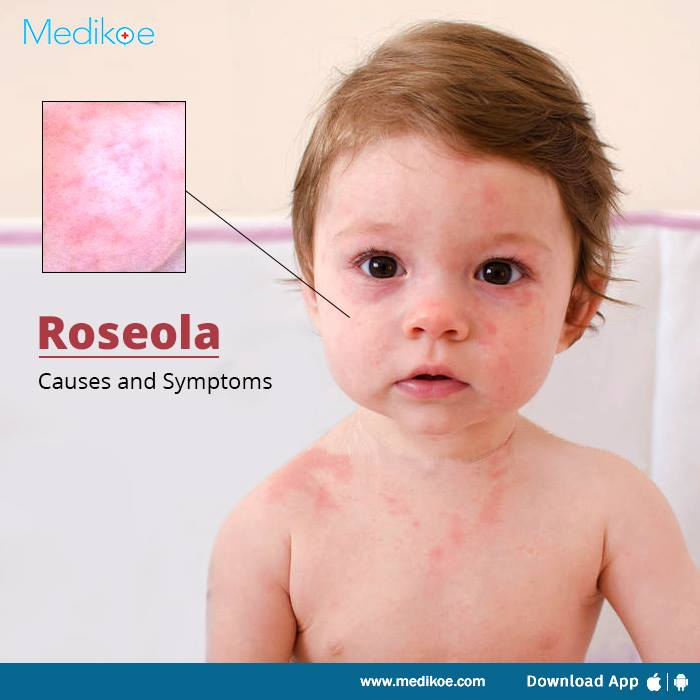 Medikoe
Roseola
Causes and Symptoms
www.medikoe.com
Download App